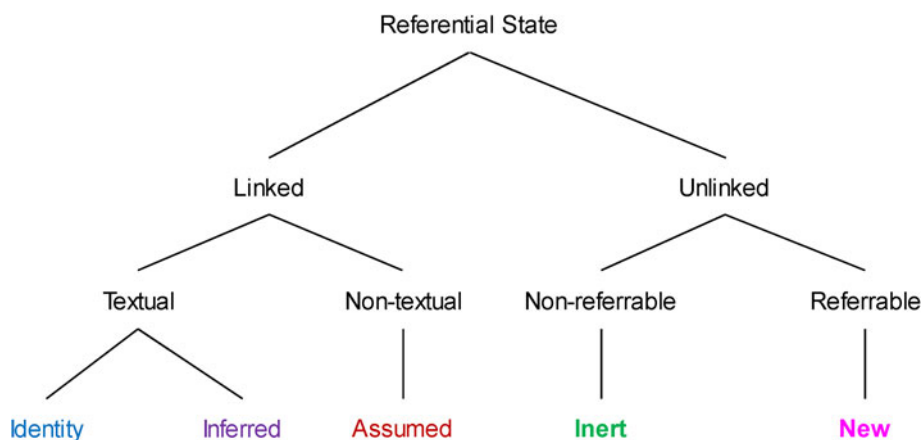 Referential State
Linked
Unlinked
Textual
Non-textual
Non-referrable
Referrable
Identity
Inferred
Assumed
Inert
New